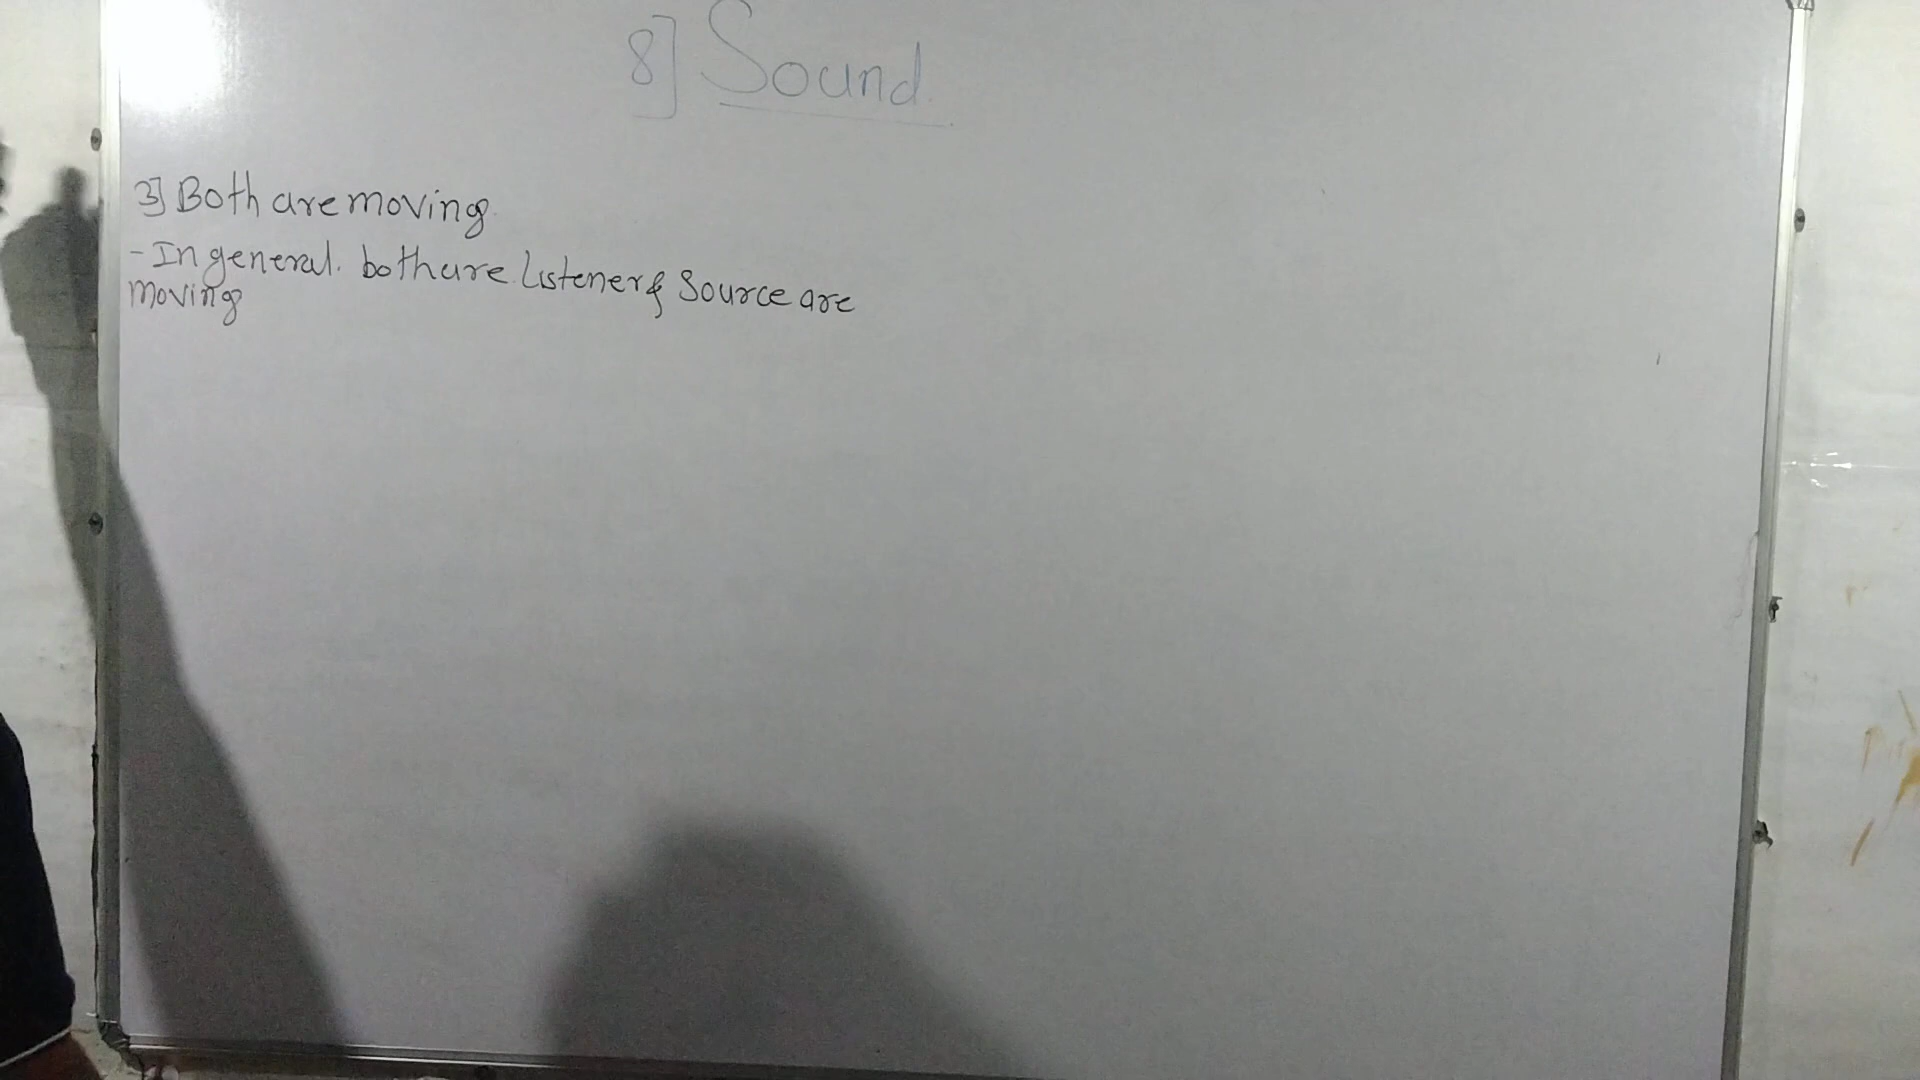 8] Sound.
3] Both are moving.
- In general. both are Listener & Source are
moving